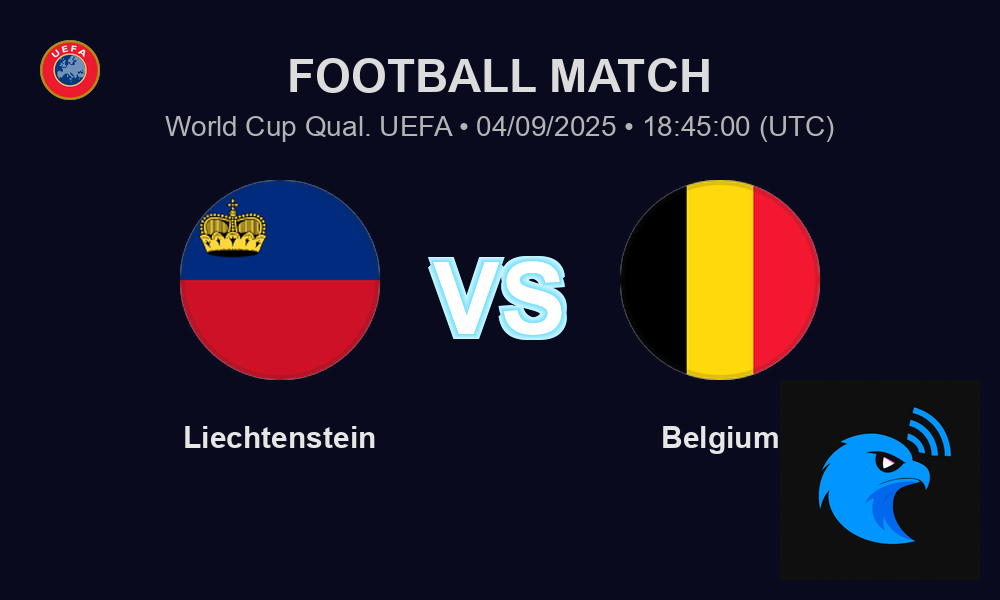 UEFA
FOOTBALL MATCH
World Cup Qual. UEFA • 04/09/2025 • 18:45:00 (UTC)
VS
Liechtenstein
Belgium